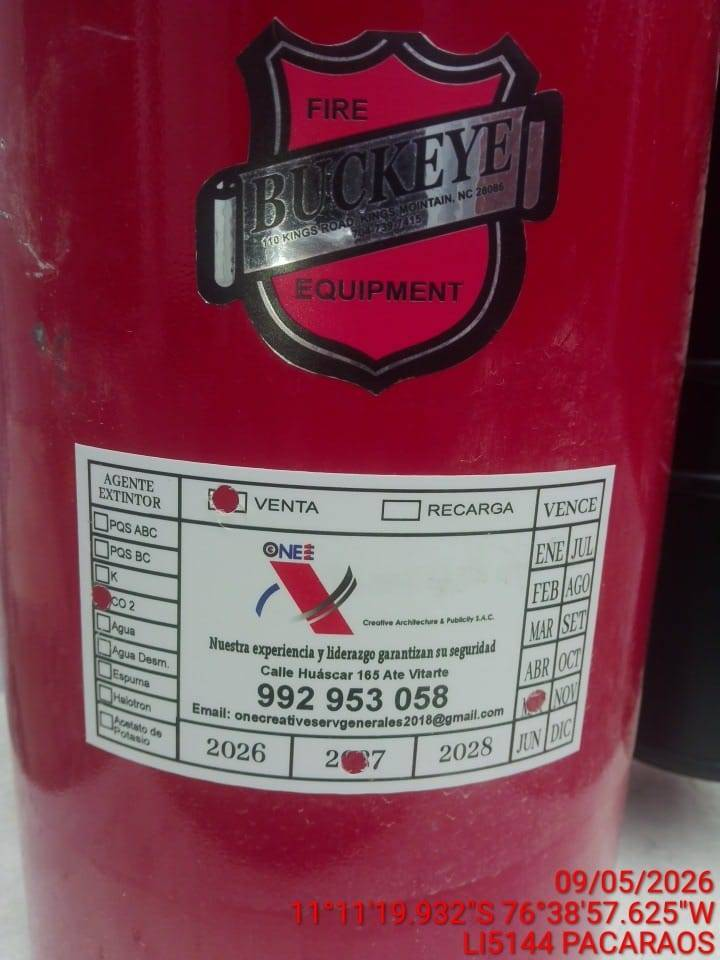 FIRE
BUCKEYE
110 KINGS ROAD, KINGS MOINTAIN, NC 28086
EQUIPMENT
AGENTE EXTINTOR
PQS ABC
PQS BC
K
CO 2
Agua
Agua Desm.
Espuma
Halotron
Acetato de Potasio
VENTA
RECARGA
VENCE
ENE JUL
FEB AGO
MAR SET
ABR OCT
NOV
JUN DIC
ONE
X
Creative Architecture & Publicity S.A.C.
Nuestra experiencia y liderazgo garantizan su seguridad
Calle Huáscar 165 Ate Vitarte
992 953 058
Email: onecreativeservgenerales2018@gmail.com
2026
2028
09/05/2026
11°11'19.932"S 76°38'57.625"W
LI5144 PACARAOS